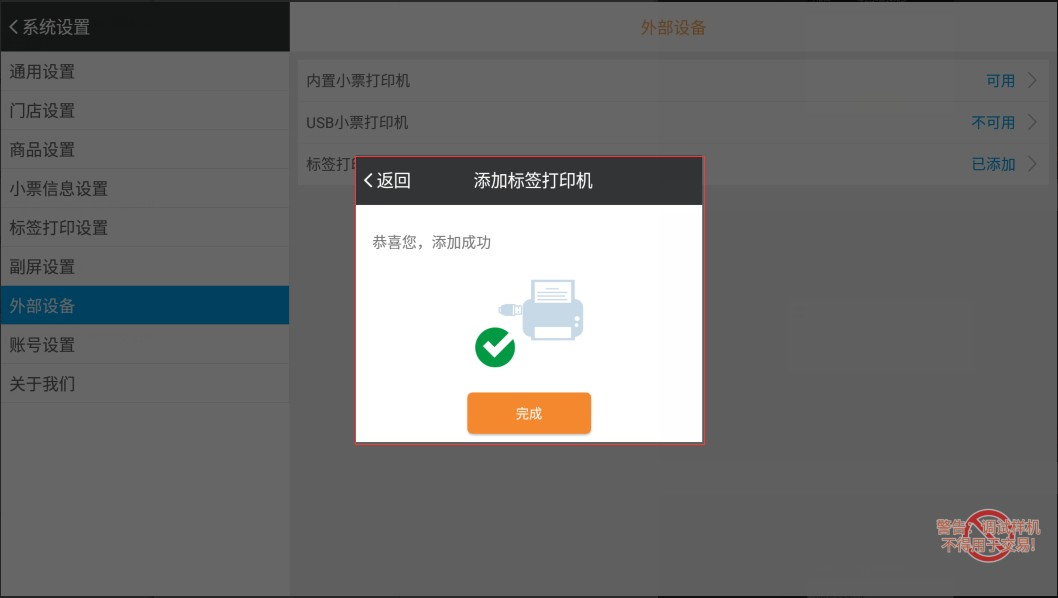 系统设置
外部设备
通用设置
门店设置
商品设置
小票信息设置
标签打印设置
副屏设置
外部设备
账号设置
关于我们
内置小票打印机 可用
USB小票打印机 不可用
标签打 已添加
返回 添加标签打印机
恭喜您，添加成功
完成
警告：调试样机
不得用于交易!